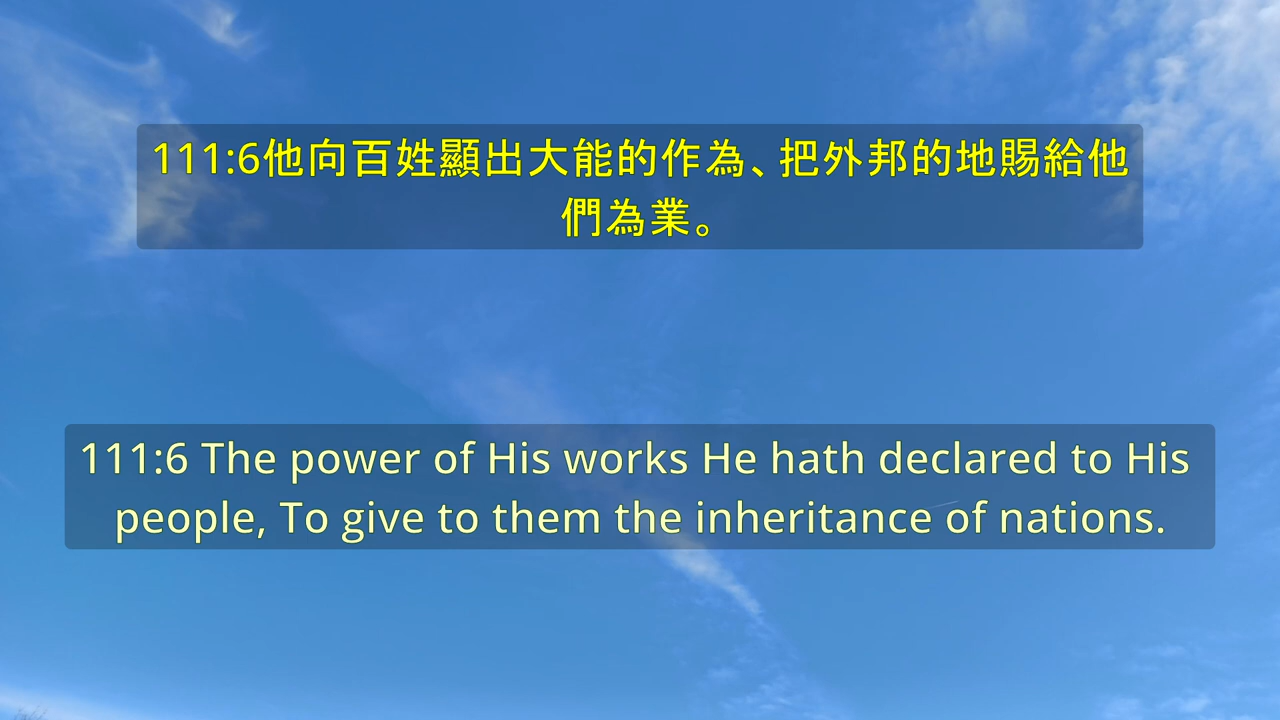 111:6他向百姓顯出大能的作為、把外邦的地賜給他
們為業。
111:6 The power of His works He hath declared to His
people, To give to them the inheritance of nations.